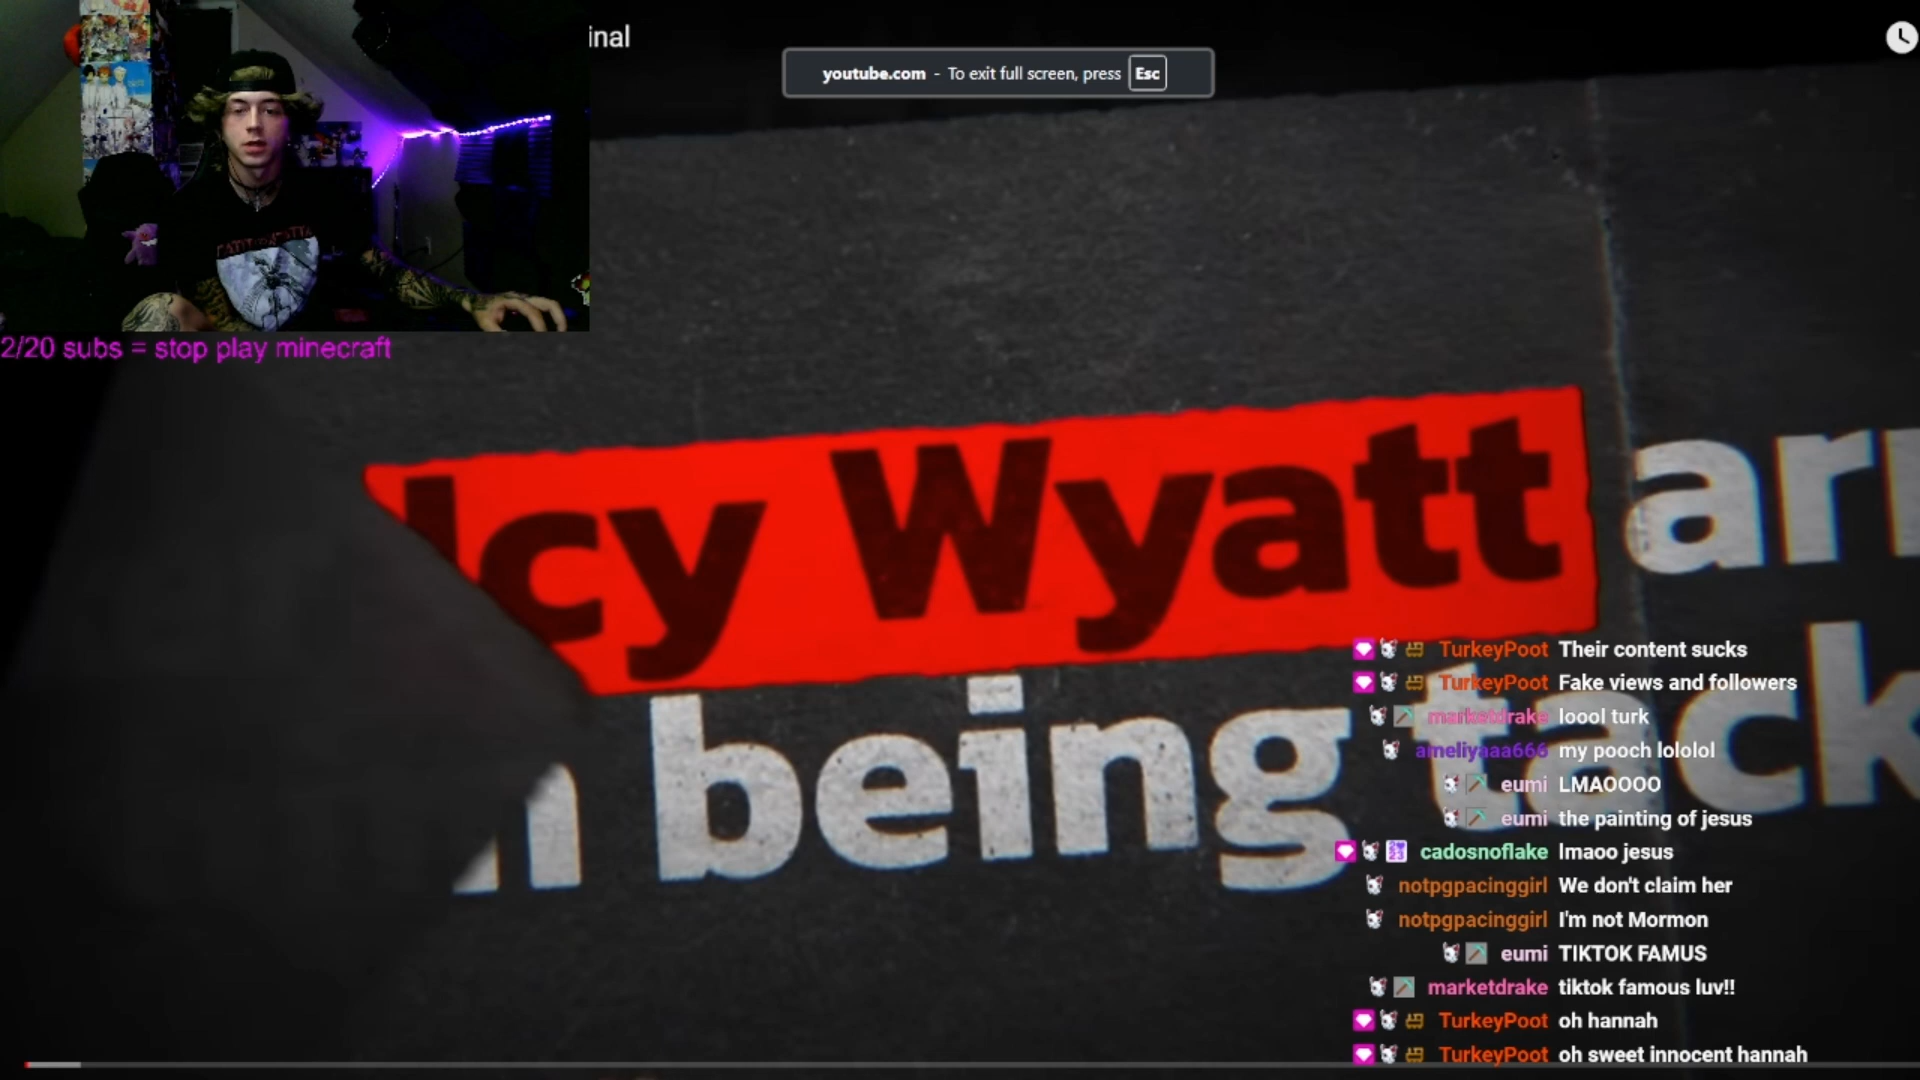 inal
youtube.com - To exit full screen, press Esc
2/20 subs = stop play minecraft
cy Wyatt
being tack
TurkeyPoot Their content sucks
TurkeyPoot Fake views and followers
marketdrake loool turk
ameliyaaa666 my pooch lololol
eumi LMAOOOO
eumi the painting of jesus
cadosnoflake lmaoo jesus
notpgpacinggirl We don't claim her
notpgpacinggirl I'm not Mormon
eumi TIKTOK FAMUS
marketdrake tiktok famous luv!!
TurkeyPoot oh hannah
TurkeyPoot oh sweet innocent hannah